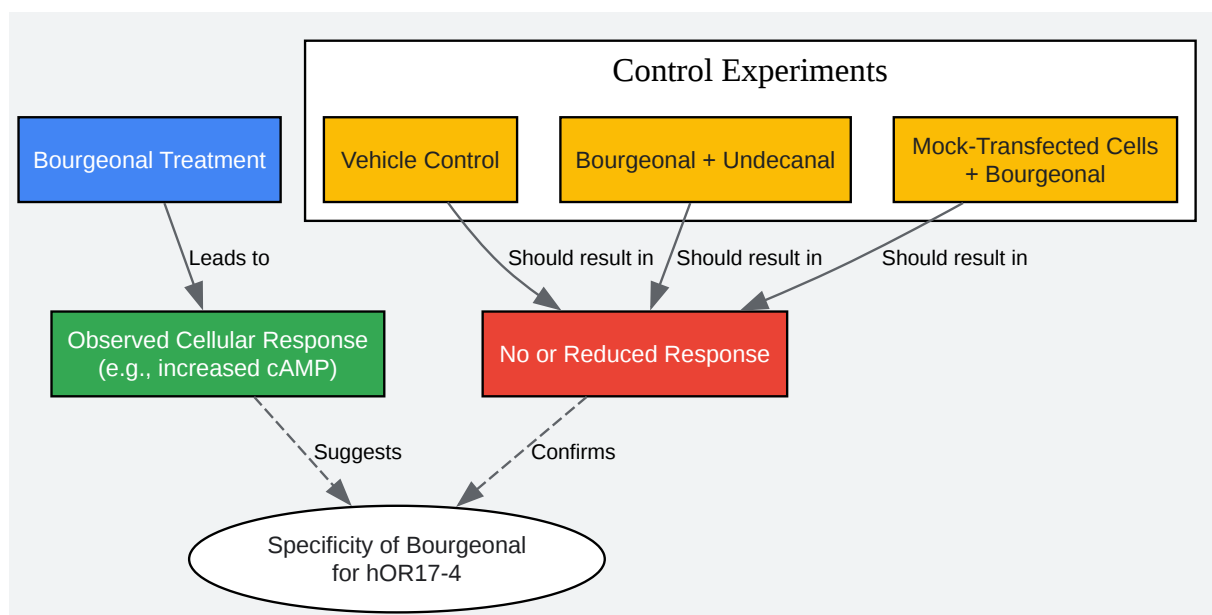 Control Experiments
Bourgeonal Treatment
Vehicle Control
Bourgeonal + Undecanal
Mock-Transfected Cells
+ Bourgeonal
Leads to
Should result in
Should result in
Should result in
Observed Cellular Response
(e.g., increased cAMP)
No or Reduced Response
Suggests
Confirms
Specificity of Bourgeonal
for hOR17-4